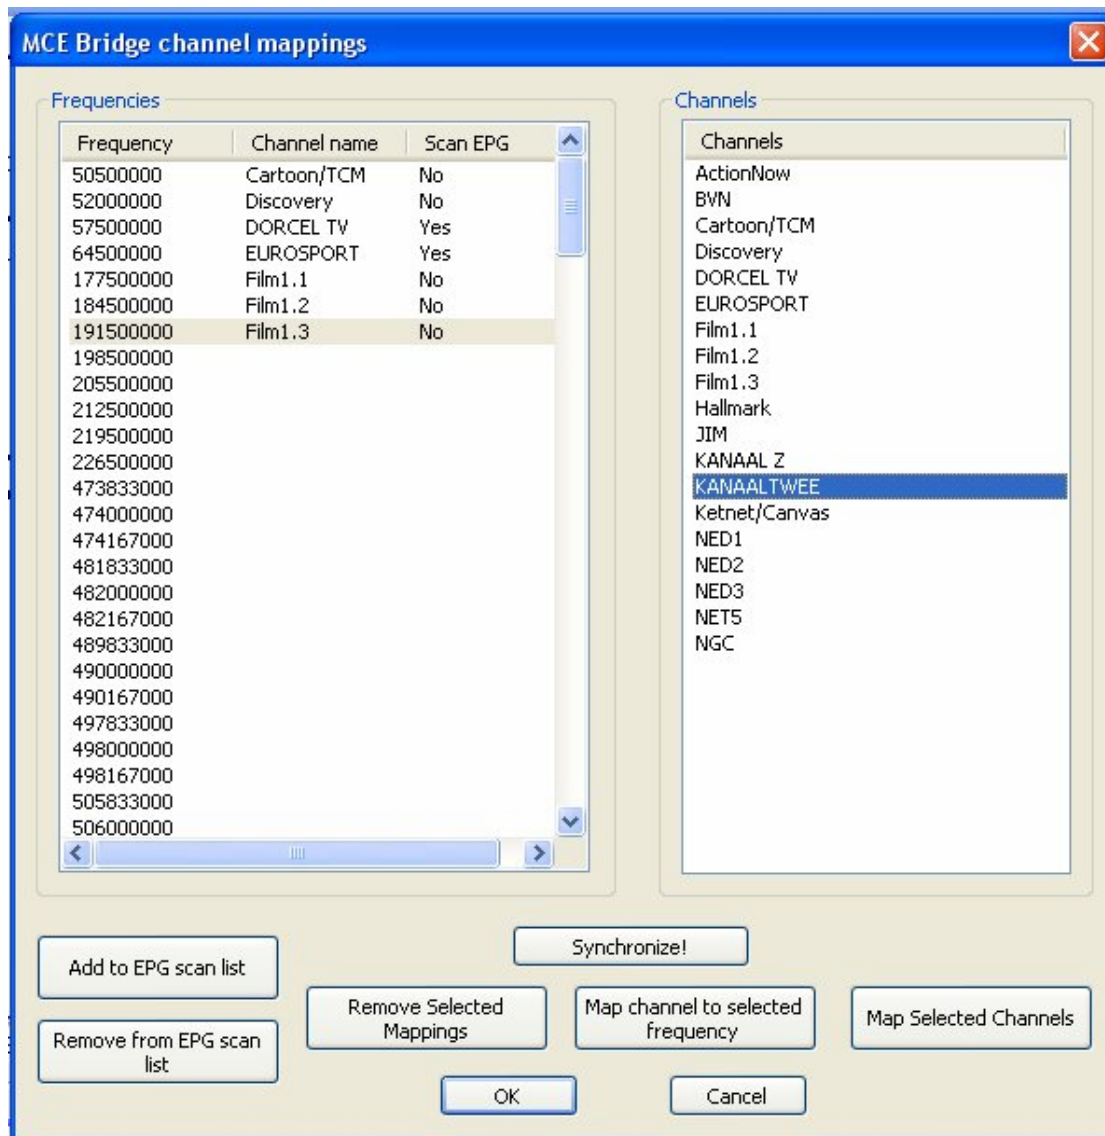 MCE Bridge channel mappings
Frequencies
Frequency Channel name Scan EPG
50500000 Cartoon/TCM No
52000000 Discovery No
57500000 DORCEL TV Yes
64500000 EUROSPORT Yes
177500000 Film1.1 No
184500000 Film1.2 No
191500000 Film1.3 No
198500000
205500000
212500000
219500000
226500000
473833000
474000000
474167000
481833000
482000000
482167000
489833000
490000000
490167000
497833000
498000000
498167000
505833000
506000000
Channels
Channels
ActionNow
BVN
Cartoon/TCM
Discovery
DORCEL TV
EUROSPORT
Film1.1
Film1.2
Film1.3
Hallmark
JIM
KANAAL Z
KANAALTWEE
Ketnet/Canvas
NED1
NED2
NED3
NET5
NGC
Add to EPG scan list
Remove from EPG scan
list
Synchronize!
Remove Selected
Mappings
Map channel to selected
frequency
Map Selected Channels
OK
Cancel